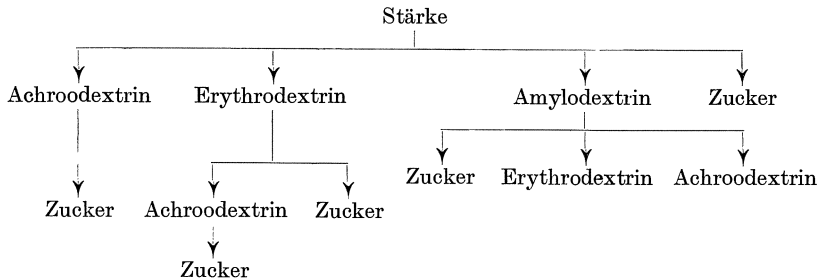 Stärke
Achroodextrin Erythrodextrin Amylodextrin Zucker
Zucker Erythrodextrin Achroodextrin
Zucker Achroodextrin Zucker
Zucker